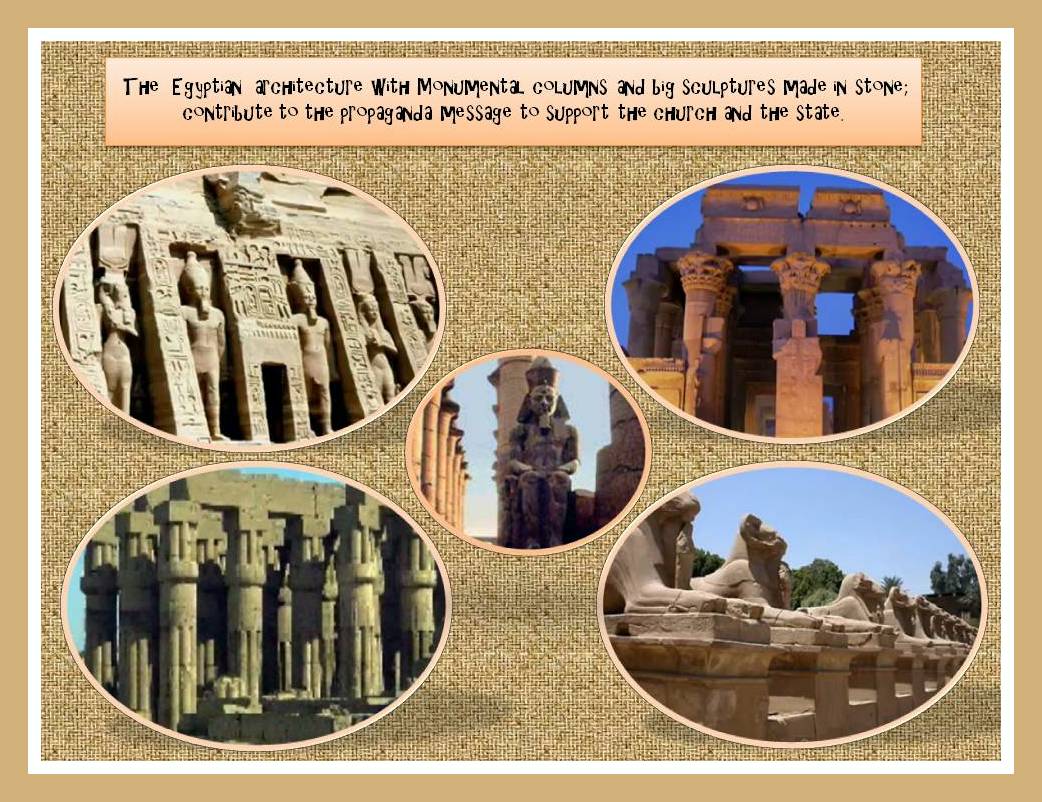 The Egyptian architecture with Monumental columns and big sculptures made in stone;
contribute to the propaganda message to support the church and the state.